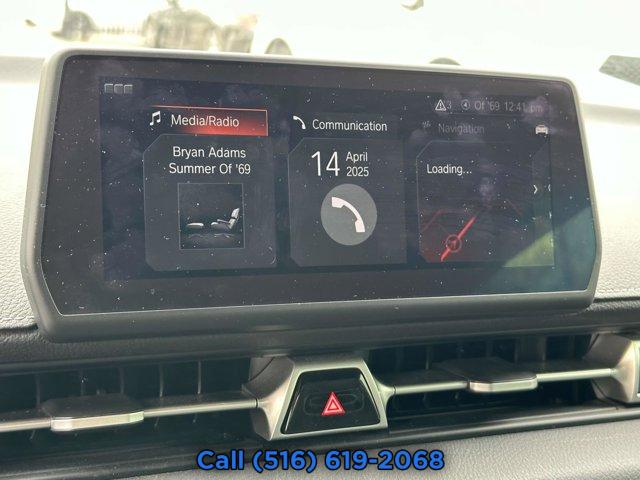 3 Of '69 12:41 pm
Media/Radio
Communication
Navigation
Bryan Adams
Summer Of '69
14 April
2025
Loading...
Call (516) 619-2068